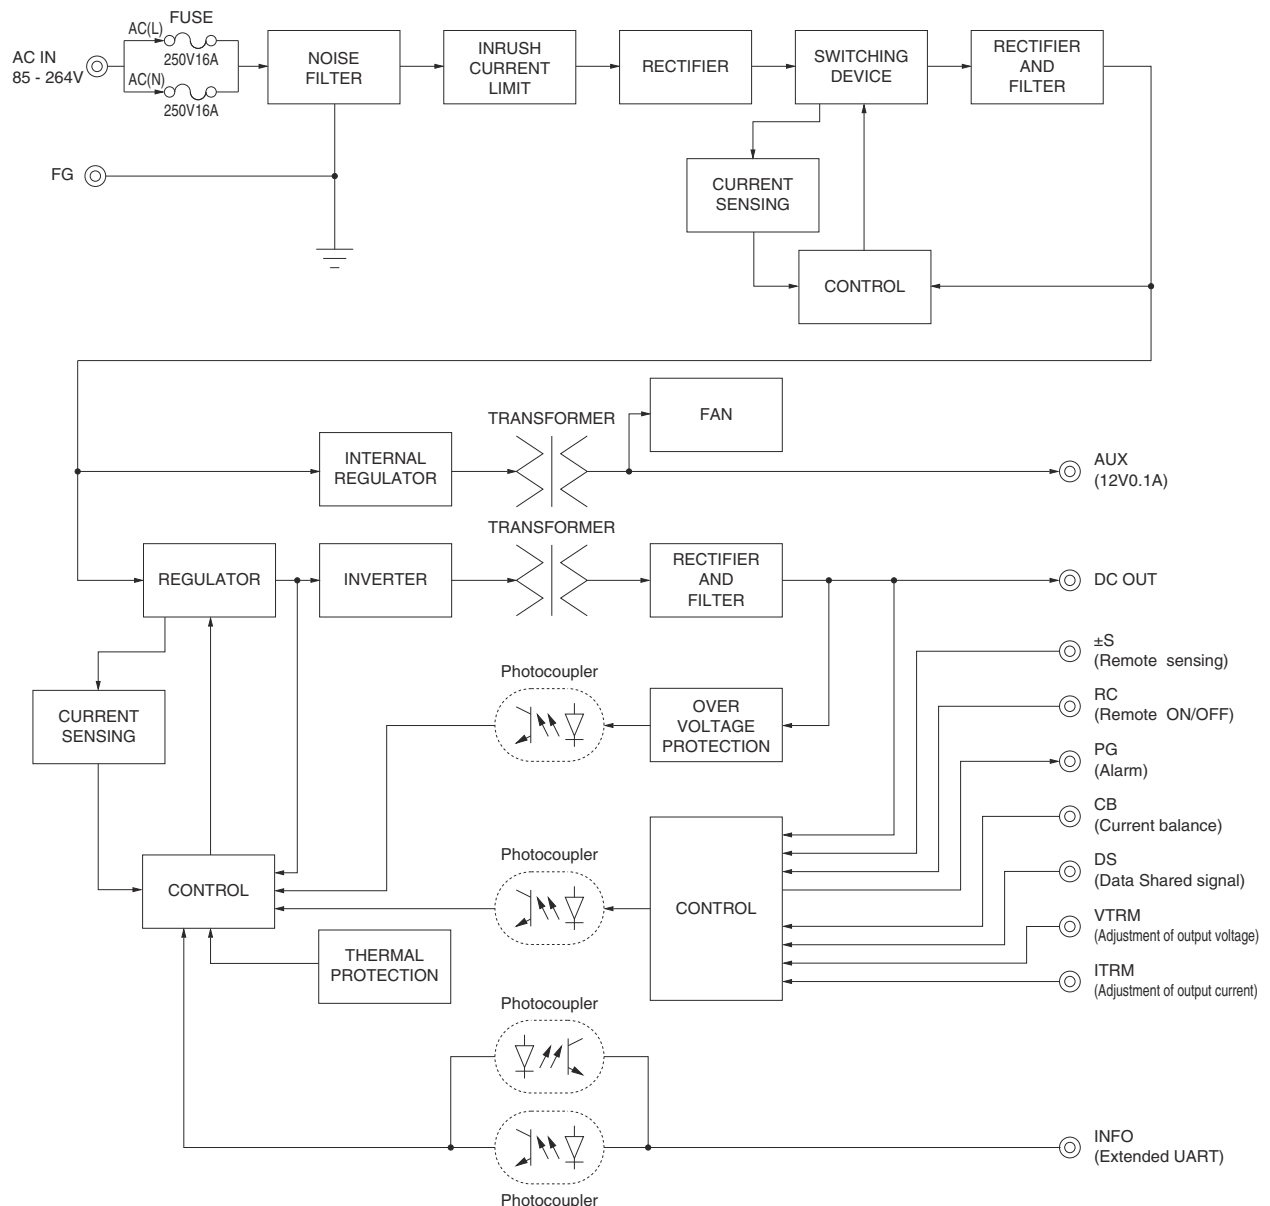 FUSE
AC(L)
250V16A
AC IN
85 - 264V
AC(N)
250V16A
NOISE
FILTER
INRUSH
CURRENT
LIMIT
RECTIFIER
SWITCHING
DEVICE
RECTIFIER
AND
FILTER
FG
CURRENT
SENSING
CONTROL
TRANSFORMER
FAN
INTERNAL
REGULATOR
AUX
(12V0.1A)
TRANSFORMER
REGULATOR
INVERTER
RECTIFIER
AND
FILTER
DC OUT
±S
(Remote sensing)
Photocoupler
CURRENT
SENSING
OVER
VOLTAGE
PROTECTION
RC
(Remote ON/OFF)
PG
(Alarm)
CB
(Current balance)
Photocoupler
CONTROL
CONTROL
DS
(Data Shared signal)
VTRM
(Adjustment of output voltage)
THERMAL
PROTECTION
ITRM
(Adjustment of output current)
Photocoupler
INFO
(Extended UART)
Photocoupler